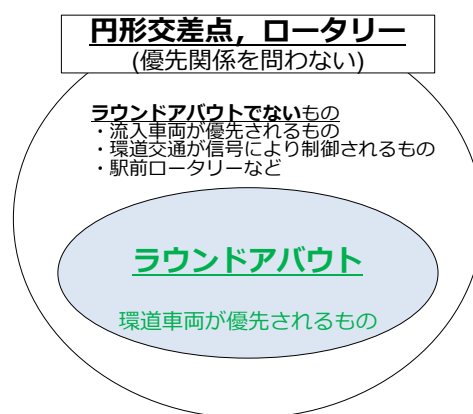 円形交差点，ロータリー
(優先関係を問わない)
ラウンドアバウトでないもの
・流入車両が優先されるもの
・環道交通が信号により制御されるもの
・駅前ロータリーなど
ラウンドアバウト
環道車両が優先されるもの